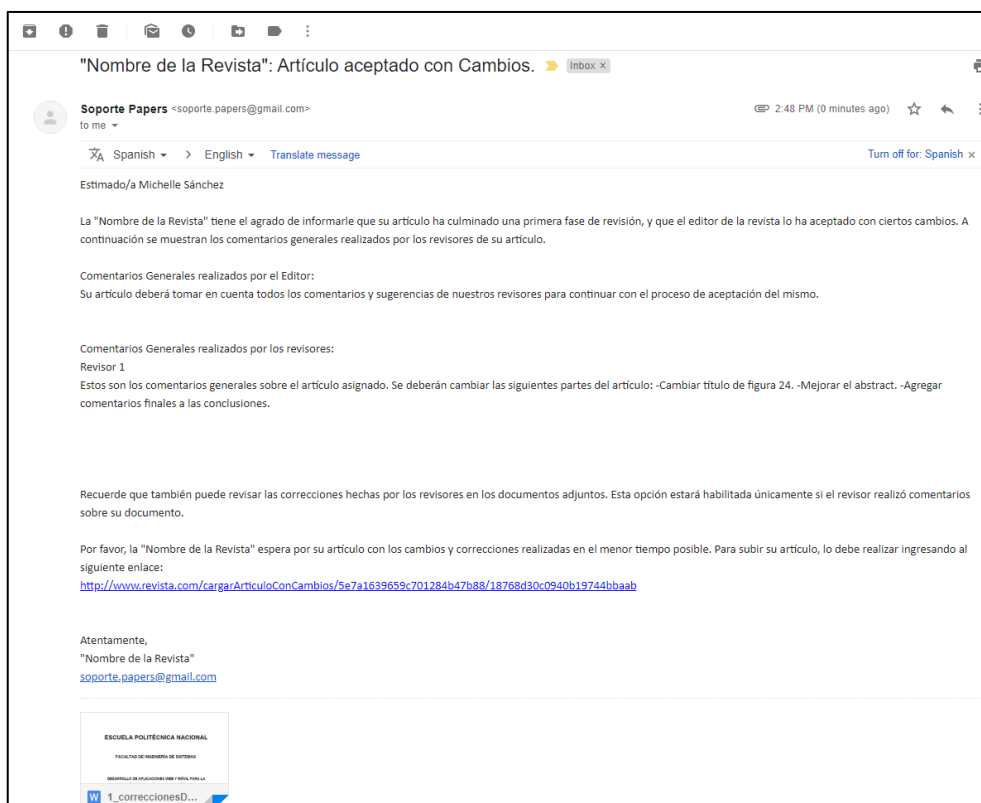 "Nombre de la Revista": Artículo aceptado con Cambios. Inbox ×
Soporte Papers <soporte.papers@gmail.com> 2:48 PM (0 minutes ago)
to me
Spanish > English Translate message Turn off for: Spanish ×
Estimado/a Michelle Sánchez
La "Nombre de la Revista" tiene el agrado de informarle que su artículo ha culminado una primera fase de revisión, y que el editor de la revista lo ha aceptado con ciertos cambios. A
continuación se muestran los comentarios generales realizados por los revisores de su artículo.
Comentarios Generales realizados por el Editor:
Su artículo deberá tomar en cuenta todos los comentarios y sugerencias de nuestros revisores para continuar con el proceso de aceptación del mismo.
Comentarios Generales realizados por los revisores:
Revisor 1
Estos son los comentarios generales sobre el artículo asignado. Se deberán cambiar las siguientes partes del artículo: -Cambiar título de figura 24. -Mejorar el abstract. -Agregar
comentarios finales a las conclusiones.
Recuerde que también puede revisar las correcciones hechas por los revisores en los documentos adjuntos. Esta opción estará habilitada únicamente si el revisor realizó comentarios
sobre su documento.
Por favor, la "Nombre de la Revista" espera por su artículo con los cambios y correcciones realizadas en el menor tiempo posible. Para subir su artículo, lo debe realizar ingresando al
siguiente enlace:
http://www.revista.com/cargarArticuloConCambios/5e7a1639659c701284b47b88/18768d30c0940b19744bbaab
Atentamente,
"Nombre de la Revista"
soporte.papers@gmail.com
ESCUELA POLITÉCNICA NACIONAL
FACULTAD DE INGENIERÍA DE SISTEMAS
DESARROLLO DE APLICACIONES WEB Y MÓVIL PARA LA
W 1_correccionesD...